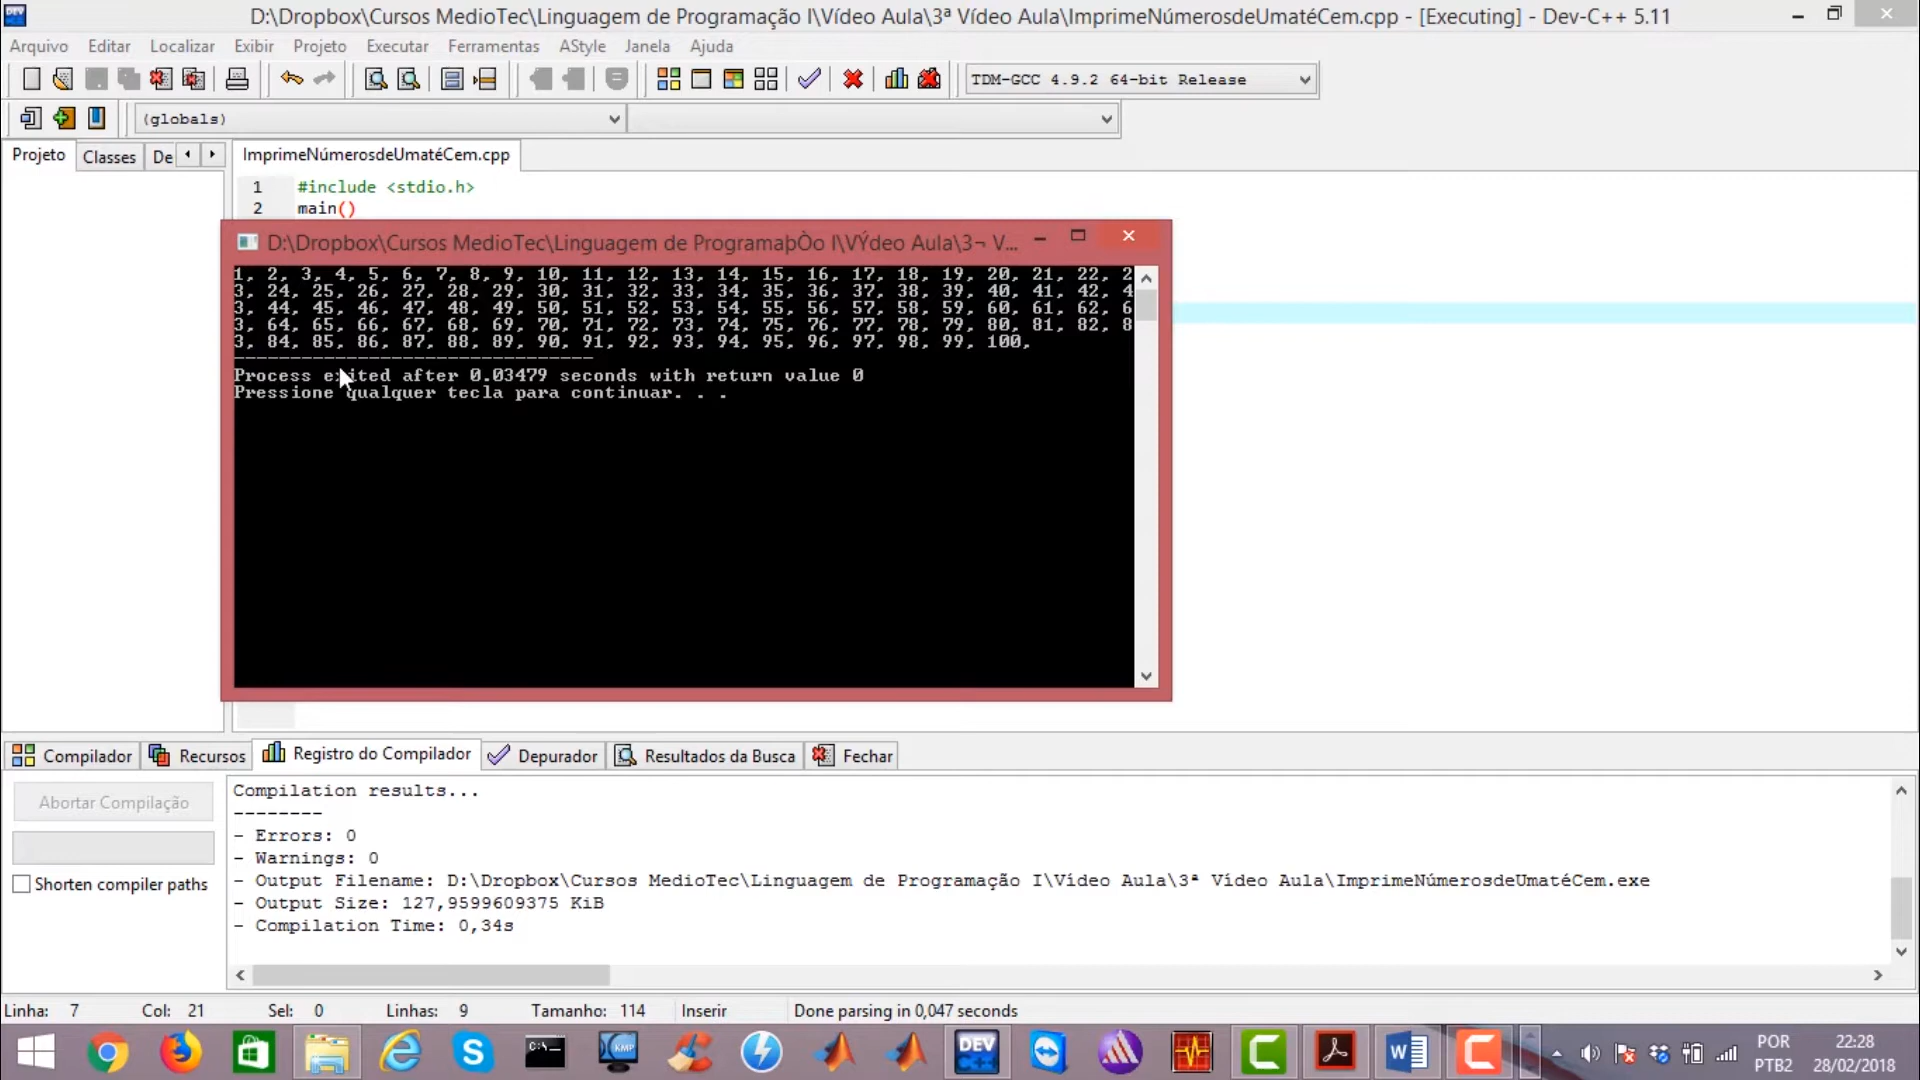 D:\Dropbox\Cursos MedioTec\Linguagem de Programação I\Vídeo Aula\3ª Vídeo Aula\ImprimeNúmerosdeUmatéCem.cpp - [Executing] - Dev-C++ 5.11
Arquivo Editar Localizar Exibir Projeto Executar Ferramentas AStyle Janela Ajuda
TDM-GCC 4.9.2 64-bit Release
(globals)
Projeto Classes De ImprimeNúmerosdeUmatéCem.cpp
1 #include <stdio.h>
2 main()
D:\Dropbox\Cursos MedioTec\Linguagem de ProgramaþÒo I\VÝdeo Aula\3¬ V...
1, 2, 3, 4, 5, 6, 7, 8, 9, 10, 11, 12, 13, 14, 15, 16, 17, 18, 19, 20, 21, 22, 2
3, 24, 25, 26, 27, 28, 29, 30, 31, 32, 33, 34, 35, 36, 37, 38, 39, 40, 41, 42, 4
3, 44, 45, 46, 47, 48, 49, 50, 51, 52, 53, 54, 55, 56, 57, 58, 59, 60, 61, 62, 6
3, 64, 65, 66, 67, 68, 69, 70, 71, 72, 73, 74, 75, 76, 77, 78, 79, 80, 81, 82, 8
3, 84, 85, 86, 87, 88, 89, 90, 91, 92, 93, 94, 95, 96, 97, 98, 99, 100,
--------------------------------
Process exited after 0.03479 seconds with return value 0
Pressione qualquer tecla para continuar. . .
Compilador Recursos Registro do Compilador Depurador Resultados da Busca Fechar
Abortar Compilação
Shorten compiler paths
Compilation results...
--------
- Errors: 0
- Warnings: 0
- Output Filename: D:\Dropbox\Cursos MedioTec\Linguagem de Programação I\Vídeo Aula\3ª Vídeo Aula\ImprimeNúmerosdeUmatéCem.exe
- Output Size: 127,9599609375 KiB
- Compilation Time: 0,34s
Linha: 7 Col: 21 Sel: 0 Linhas: 9 Tamanho: 114 Inserir Done parsing in 0,047 seconds
POR 22:28
PTB2 28/02/2018